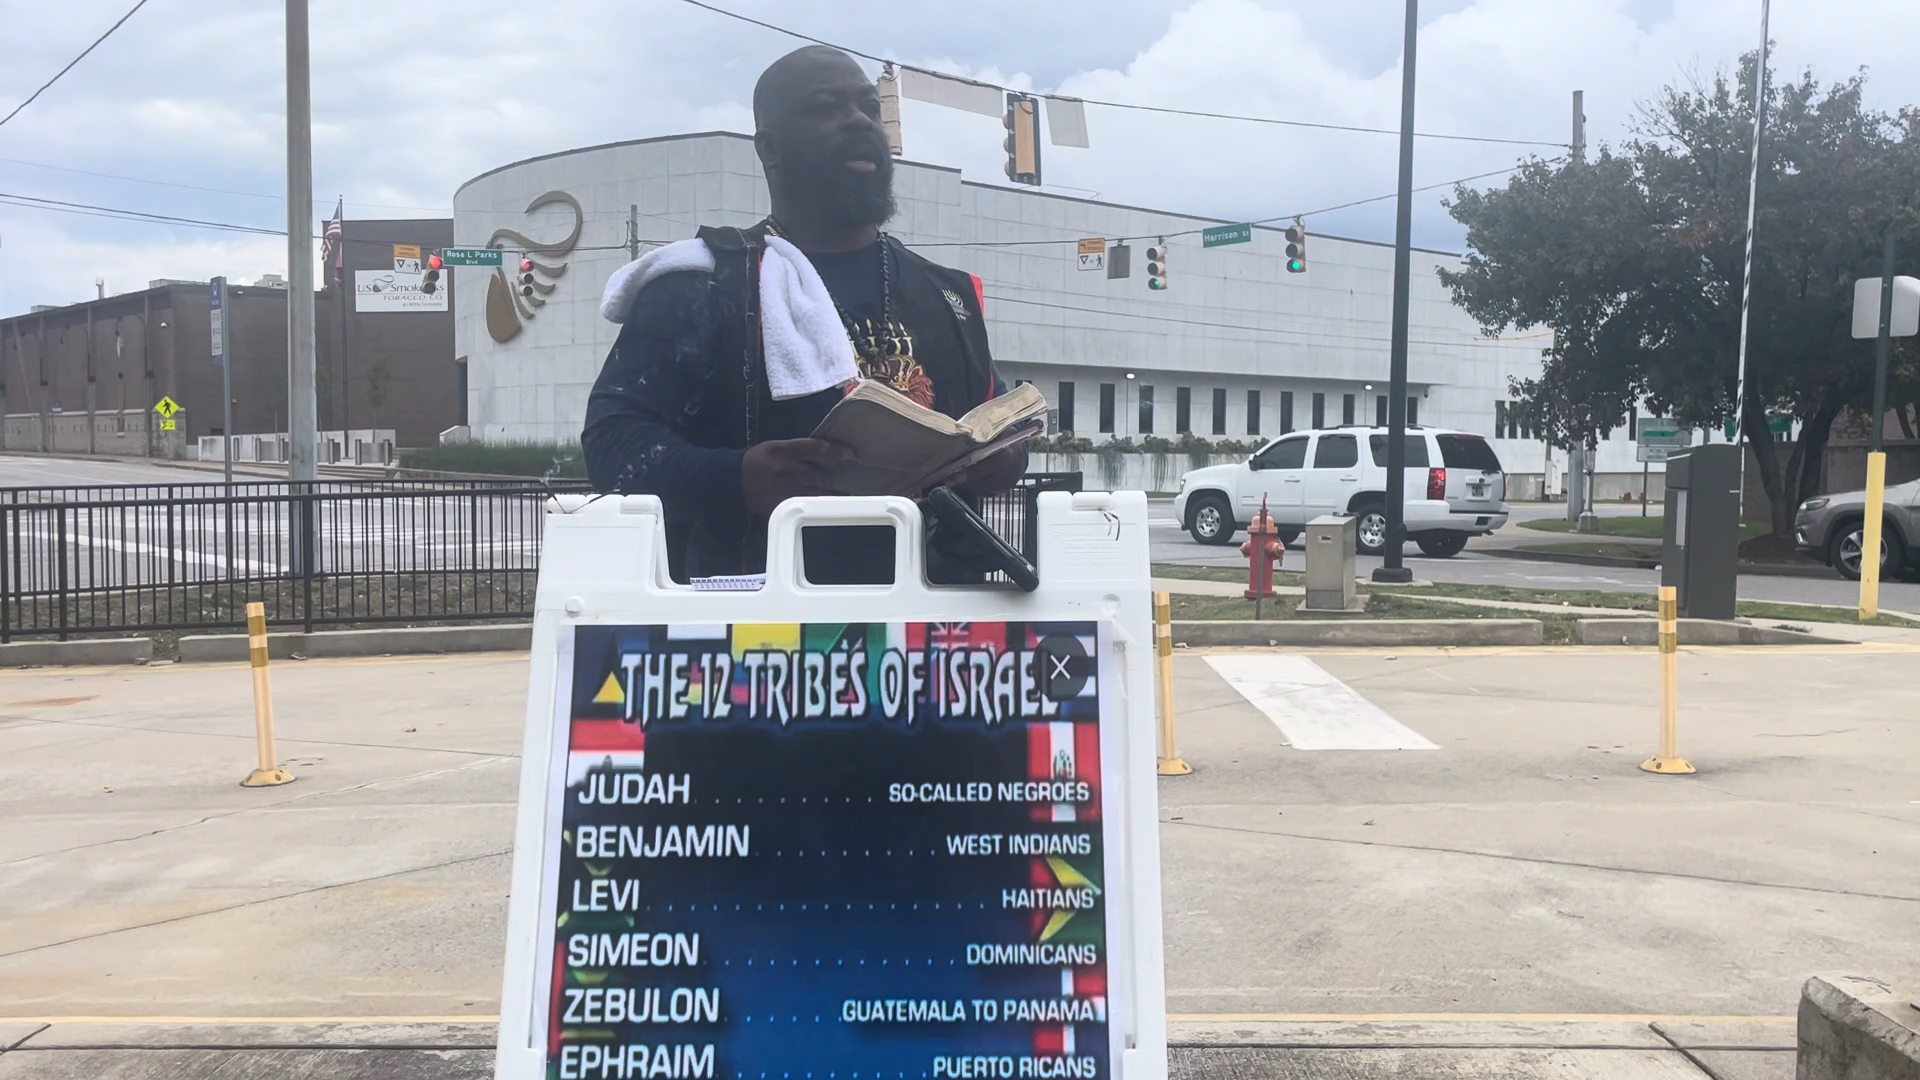 Rosa L Parks
Blvd
Harrison St
US Smokeless
TOBACCO CO.
THE 12 TRIBES OF ISRAEL
JUDAH . . . . . . . . . SO-CALLED NEGROES
BENJAMIN . . . . . . . . . WEST INDIANS
LEVI . . . . . . . . . . . . HAITIANS
SIMEON . . . . . . . . . . DOMINICANS
ZEBULON . . . . . . GUATEMALA TO PANAMA
EPHRAIM . . . . . . . . PUERTO RICANS